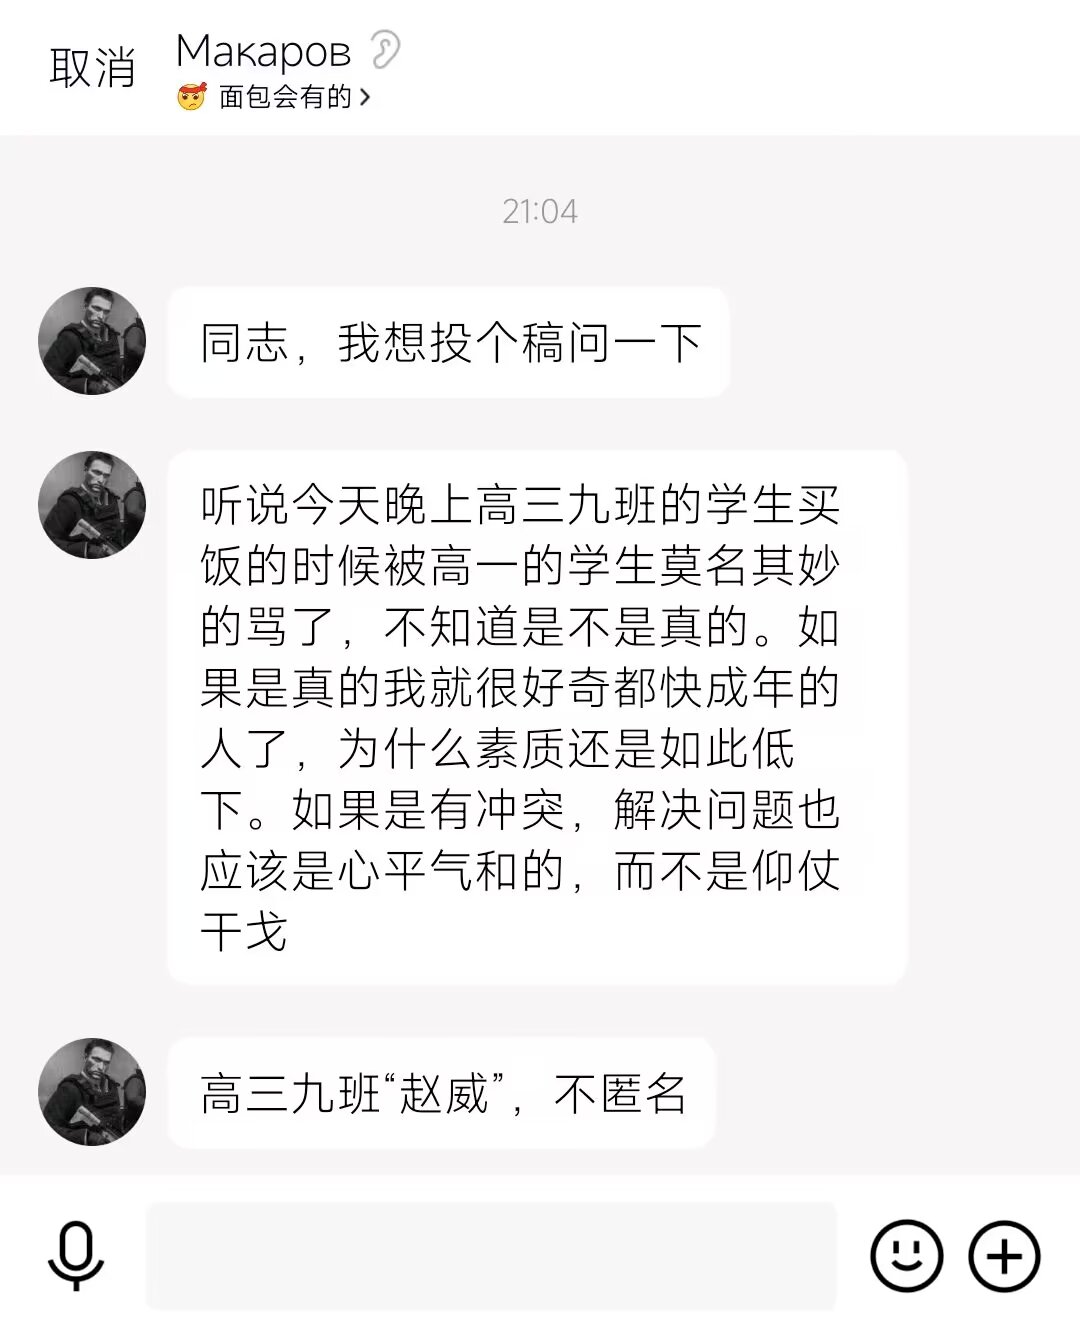 取消
Макаров
面包会有的
21:04
同志，我想投个稿问一下
听说今天晚上高三九班的学生买
饭的时候被高一的学生莫名其妙
的骂了，不知道是不是真的。如
果是真的我就很好奇都快成年的
人了，为什么素质还是如此低
下。如果是有冲突，解决问题也
应该是心平气和的，而不是仰仗
干戈
高三九班“赵威”，不匿名